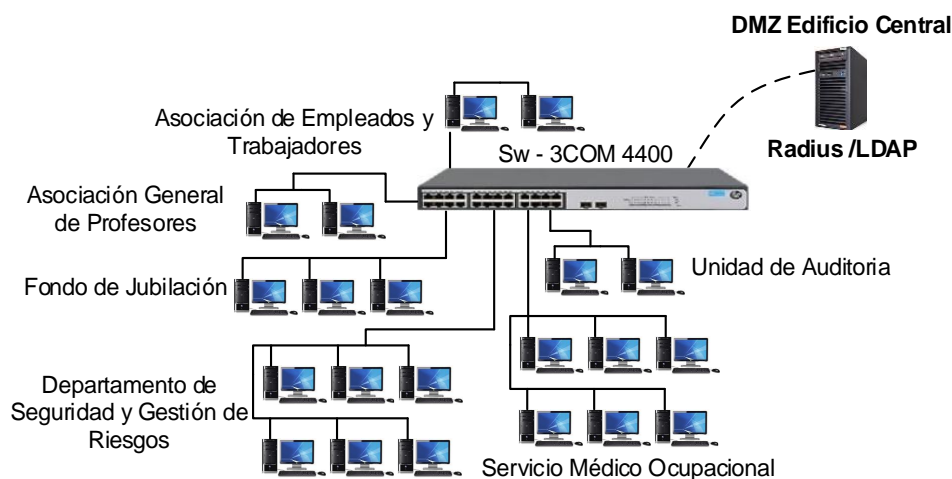 DMZ Edificio Central
Radius /LDAP
Asociación de Empleados y
Trabajadores
Sw - 3COM 4400
Asociación General
de Profesores
Fondo de Jubilación
Unidad de Auditoria
Departamento de
Seguridad y Gestión de
Riesgos
Servicio Médico Ocupacional